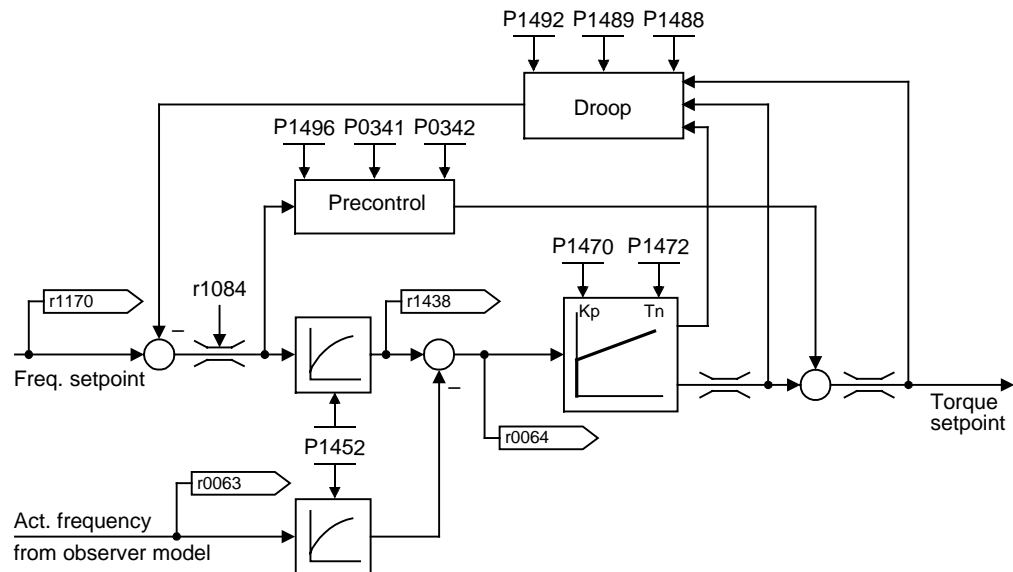 P1492 P1489 P1488
Droop
P1496 P0341 P0342
Precontrol
P1470 P1472
r1170
r1084
r1438
Kp Tn
Freq. setpoint
Torque
setpoint
r0064
P1452
r0063
Act. frequency
from observer model